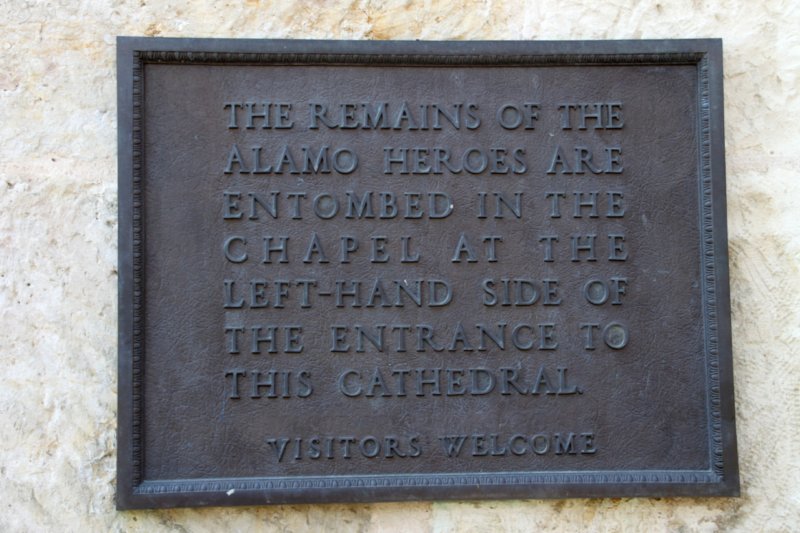 THE REMAINS OF THE
ALAMO HEROES ARE
ENTOMBED IN THE
CHAPEL AT THE
LEFT-HAND SIDE OF
THE ENTRANCE TO
THIS CATHEDRAL.
VISITORS WELCOME